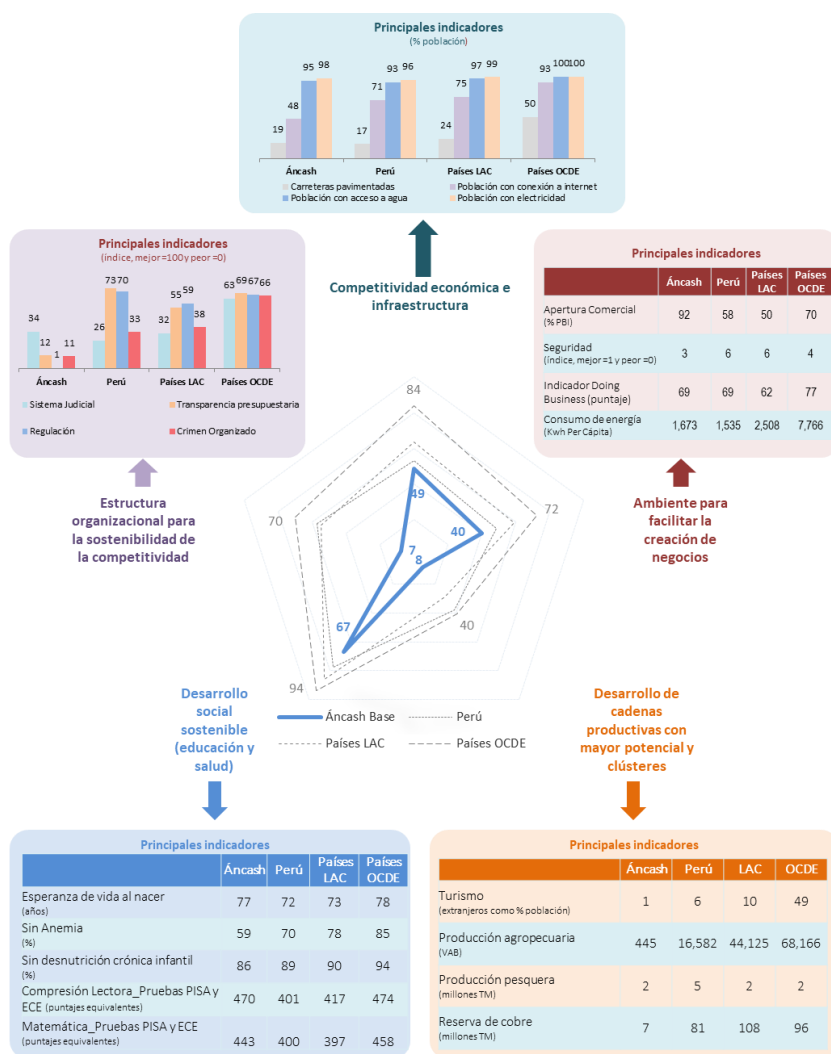 Principales indicadores
(% población)
95 98
93 96
97 99
93 100100
71
75
48
50
19
17
24
Áncash Perú Países LAC Países OCDE
Carreteras pavimentadas Población con conexión a internet
Población con acceso a agua Población con electricidad
Principales indicadores
(índice, mejor =100 y peor =0)
34 12 1 11
26 73 70 33
32 55 59 38
63 69 67 66
Áncash Perú Países LAC Países OCDE
Sistema Judicial Transparencia presupuestaria
Regulación Crimen Organizado
Competitividad económica e
infraestructura
Principales indicadores
Áncash Perú Países LAC Países OCDE
Apertura Comercial
(% PBI)
92 58 50 70
Seguridad
(índice, mejor =1 y peor =0)
3 6 6 4
Indicador Doing
Business (puntaje)
69 69 62 77
Consumo de energía
(Kwh Per Cápita)
1,673 1,535 2,508 7,766
Estructura
organizacional para
la sostenibilidad de
la competitividad
Ambiente para
facilitar la
creación de
negocios
84
72
70
49
40
7
8
67
40
94
Áncash Base Perú
Países LAC Países OCDE
Desarrollo
social
sostenible
(educación y
salud)
Desarrollo de
cadenas
productivas con
mayor potencial y
clústeres
Principales indicadores
Áncash Perú Países LAC Países OCDE
Esperanza de vida al nacer
(años)
77 72 73 78
Sin Anemia
(%)
59 70 78 85
Sin desnutrición crónica infantil
(%)
86 89 90 94
Compresión Lectora_Pruebas PISA y
ECE (puntajes equivalentes)
470 401 417 474
Matemática_Pruebas PISA y ECE
(puntajes equivalentes)
443 400 397 458
Principales indicadores
Áncash Perú LAC OCDE
Turismo
(extranjeros como % población)
1 6 10 49
Producción agropecuaria
(VAB)
445 16,582 44,125 68,166
Producción pesquera
(millones TM)
2 5 2 2
Reserva de cobre
(millones TM)
7 81 108 96